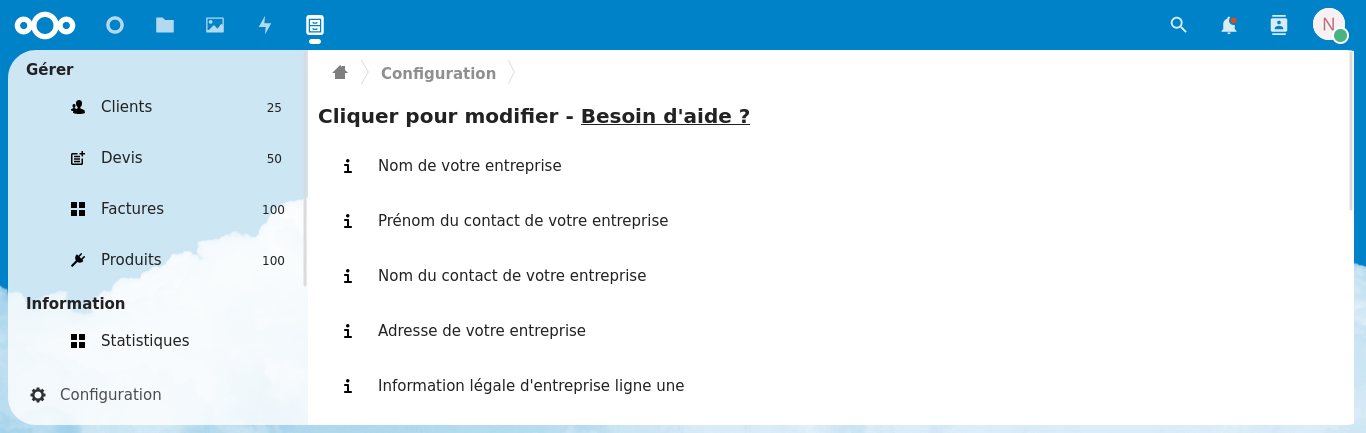 N
Gérer
Clients 25
Devis 50
Factures 100
Produits 100
Information
Statistiques
Configuration
Configuration
Cliquer pour modifier - Besoin d'aide ?
Nom de votre entreprise
Prénom du contact de votre entreprise
Nom du contact de votre entreprise
Adresse de votre entreprise
Information légale d'entreprise ligne une